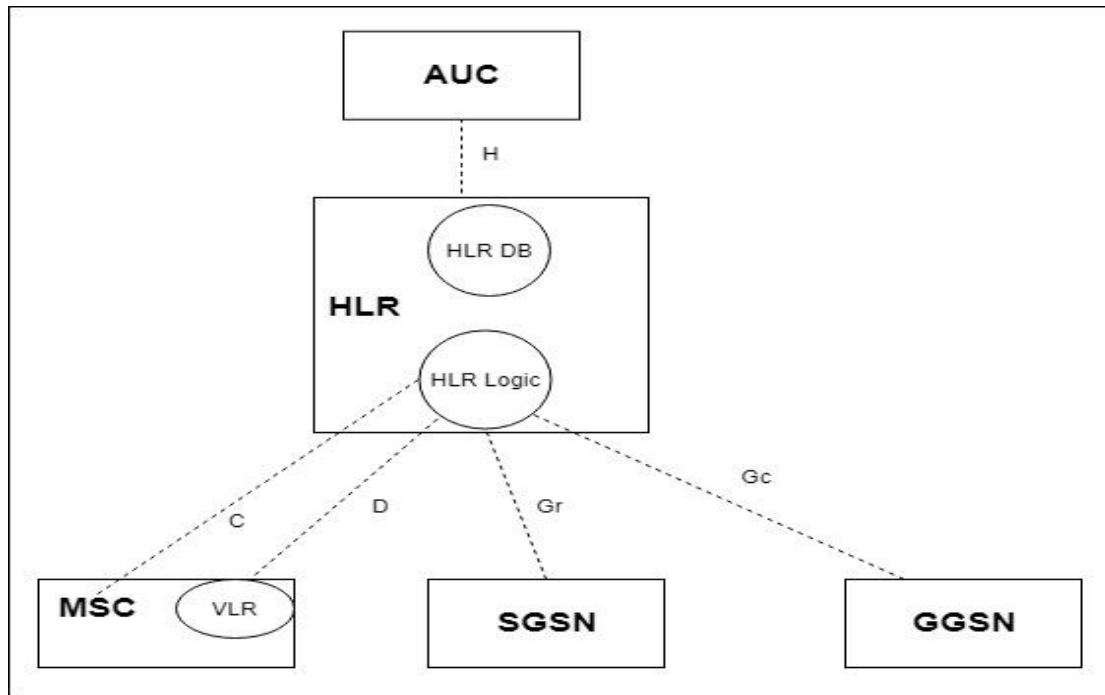 AUC
H
HLR DB
HLR
HLR Logic
Gc
C
D
Gr
MSC
VLR
SGSN
GGSN